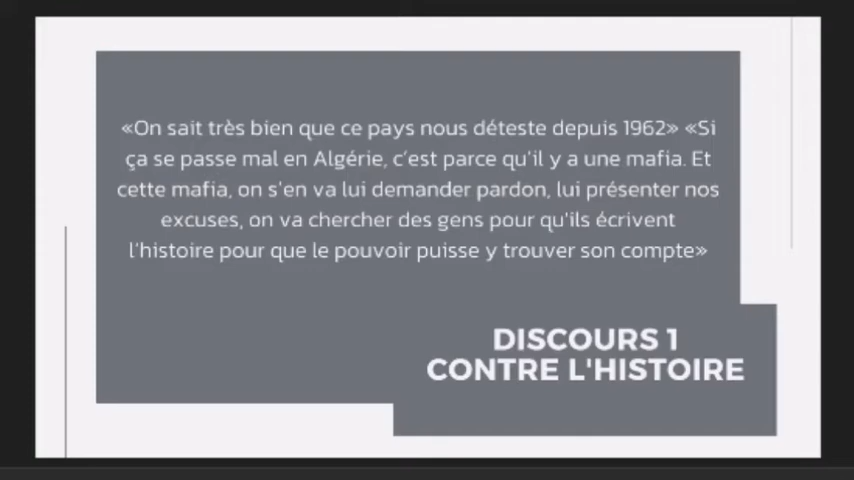 «On sait très bien que ce pays nous déteste depuis 1962» «Si
ça se passe mal en Algérie, c'est parce qu'il y a une mafia. Et
cette mafia, on s'en va lui demander pardon, lui présenter nos
excuses, on va chercher des gens pour qu'ils écrivent
l'histoire pour que le pouvoir puisse y trouver son compte»
DISCOURS 1
CONTRE L'HISTOIRE